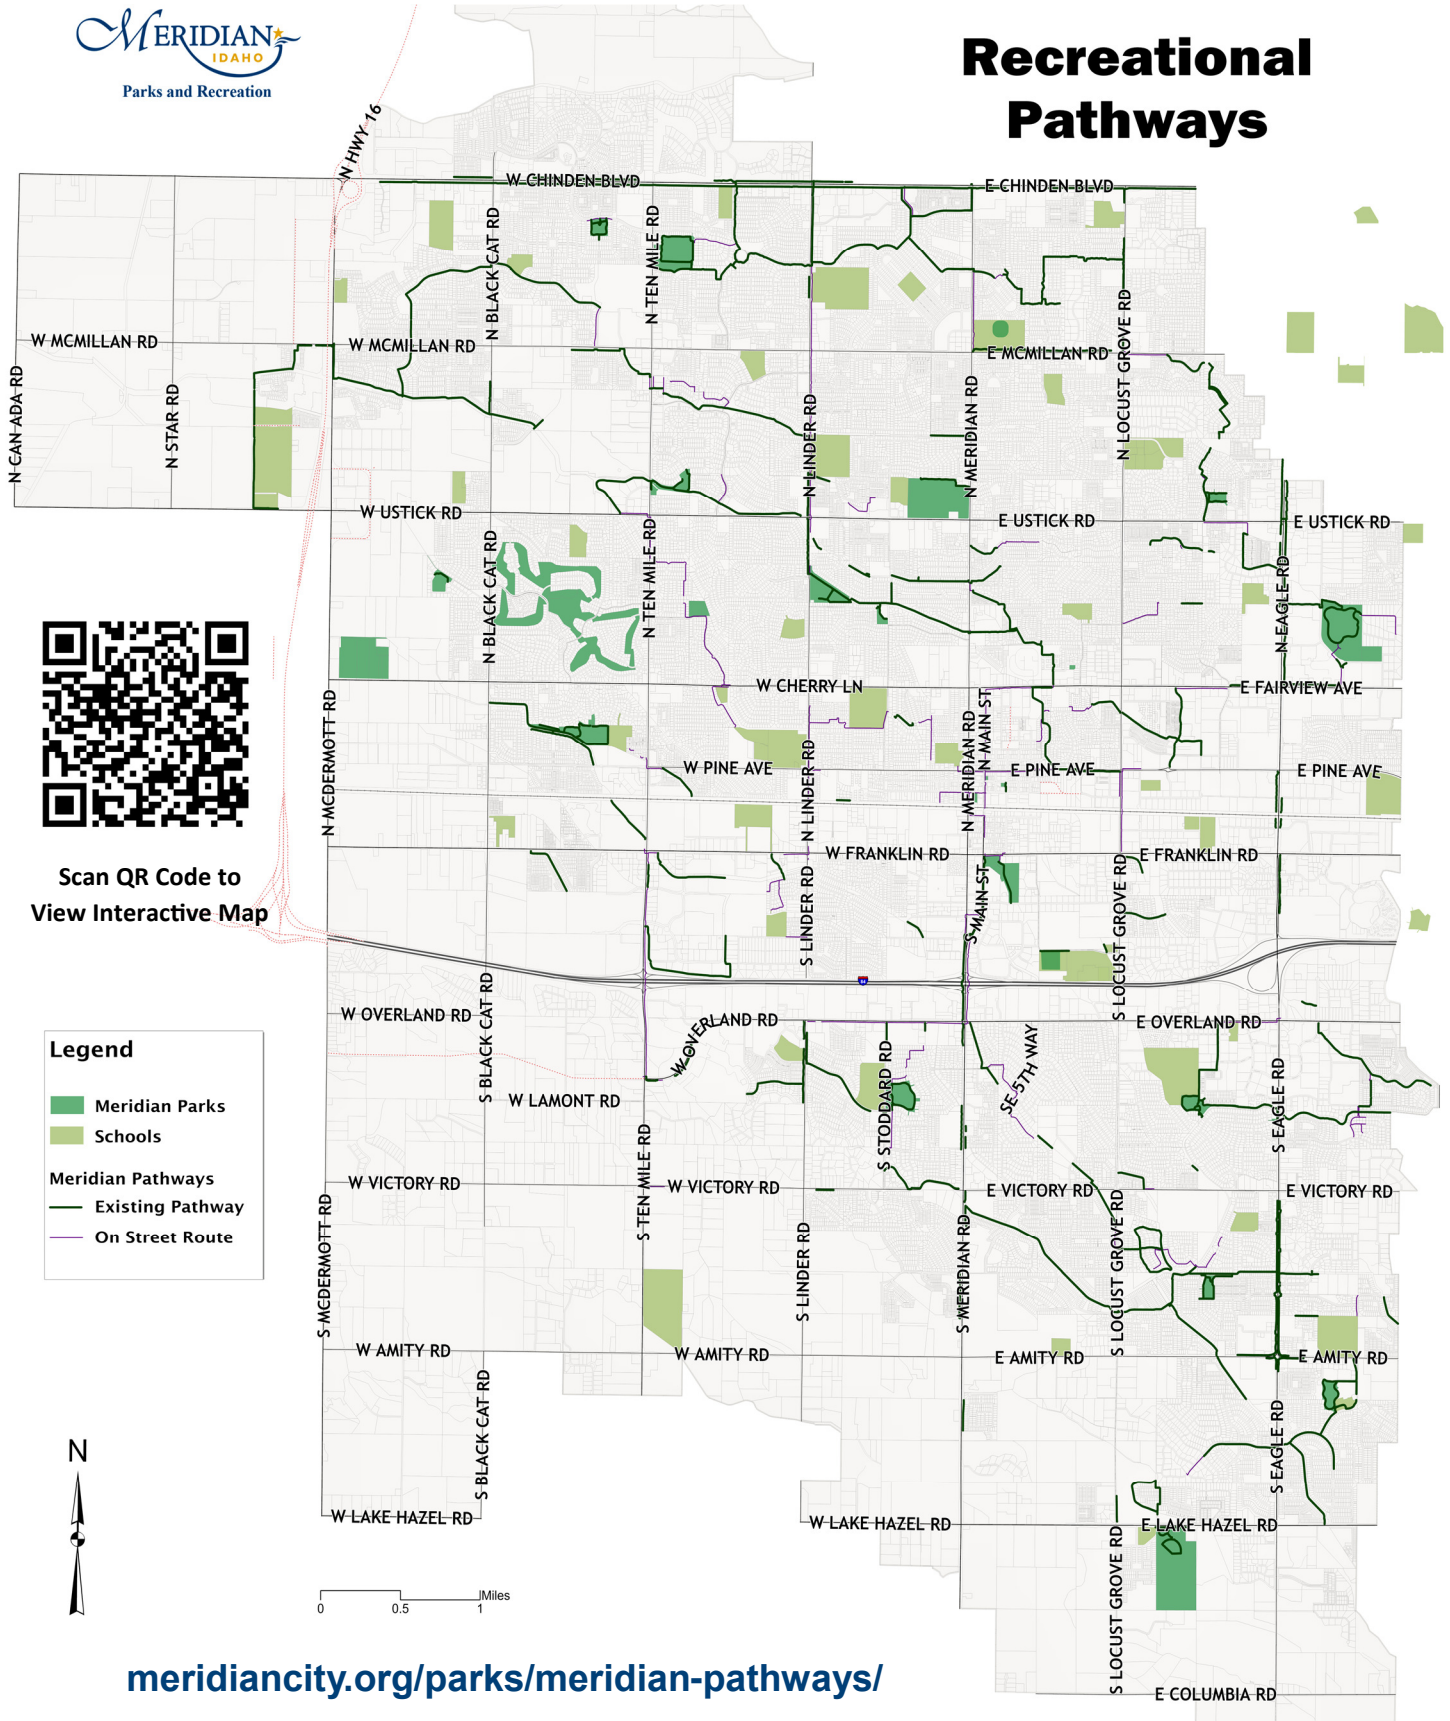 MERIDIAN
IDAHO
Parks and Recreation
Recreational
Pathways
N HWY 16
W CHINDEN BLVD
E CHINDEN BLVD
N BLACK CAT RD
N TEN MILE RD
N LOCUST GROVE RD
W MCMILLAN RD
W MCMILLAN RD
E MCMILLAN RD
N CAN ADA RD
N STAR RD
N LINDER RD
N MERIDIAN RD
W USTICK RD
E USTICK RD
E USTICK RD
N BLACK CAT RD
N TEN MILE RD
N EAGLE RD
W CHERRY LN
E FAIRVIEW AVE
N MCDERMOTT RD
N LINDER RD
N MERIDIAN RD
N MAIN ST
W PINE AVE
E PINE AVE
E PINE AVE
W FRANKLIN RD
E FRANKLIN RD
Scan QR Code to
View Interactive Map
S LINDER RD
S MAIN ST
S LOCUST GROVE RD
84
S BLACK CAT RD
W OVERLAND RD
W OVERLAND RD
E OVERLAND RD
S STODDARD RD
SE 5TH WAY
S EAGLE RD
W LAMONT RD
Legend
Meridian Parks
Schools
Meridian Pathways
Existing Pathway
On Street Route
S TEN MILE RD
W VICTORY RD
W VICTORY RD
E VICTORY RD
E VICTORY RD
S MCDERMOTT RD
S LINDER RD
S MERIDIAN RD
S LOCUST GROVE RD
W AMITY RD
W AMITY RD
E AMITY RD
E AMITY RD
S BLACK CAT RD
S EAGLE RD
N
W LAKE HAZEL RD
W LAKE HAZEL RD
E LAKE HAZEL RD
S LOCUST GROVE RD
Miles
0 0.5 1
meridiancity.org/parks/meridian-pathways/
E COLUMBIA RD